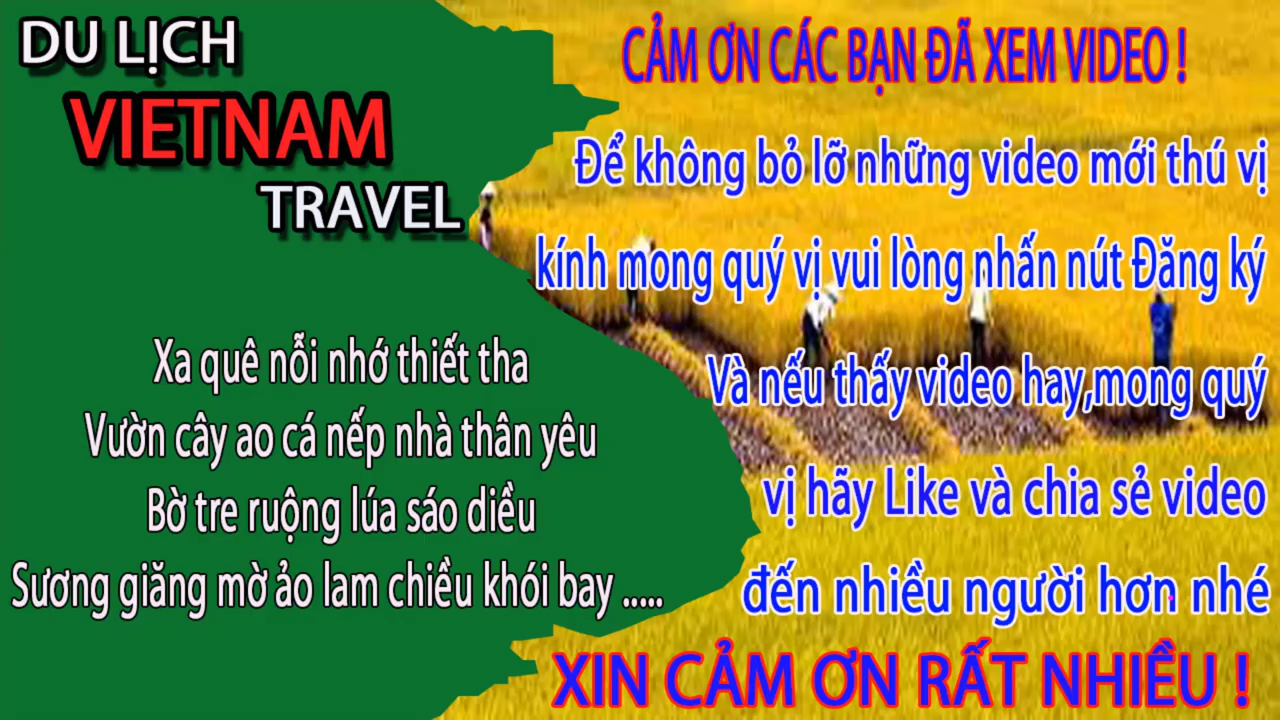 DU LỊCH
VIETNAM
TRAVEL
Xa quê nỗi nhớ thiết tha
Vườn cây ao cá nếp nhà thân yêu
Bờ tre ruộng lúa sáo diều
Sương giăng mờ ảo lam chiều khói bay .....
CẢM ƠN CÁC BẠN ĐÃ XEM VIDEO !
Để không bỏ lỡ những video mới thú vị
kính mong quý vị vui lòng nhấn nút Đăng ký
Và nếu thấy video hay,mong quý
vị hãy Like và chia sẻ video
đến nhiều người hơn nhé
XIN CẢM ƠN RẤT NHIỀU !